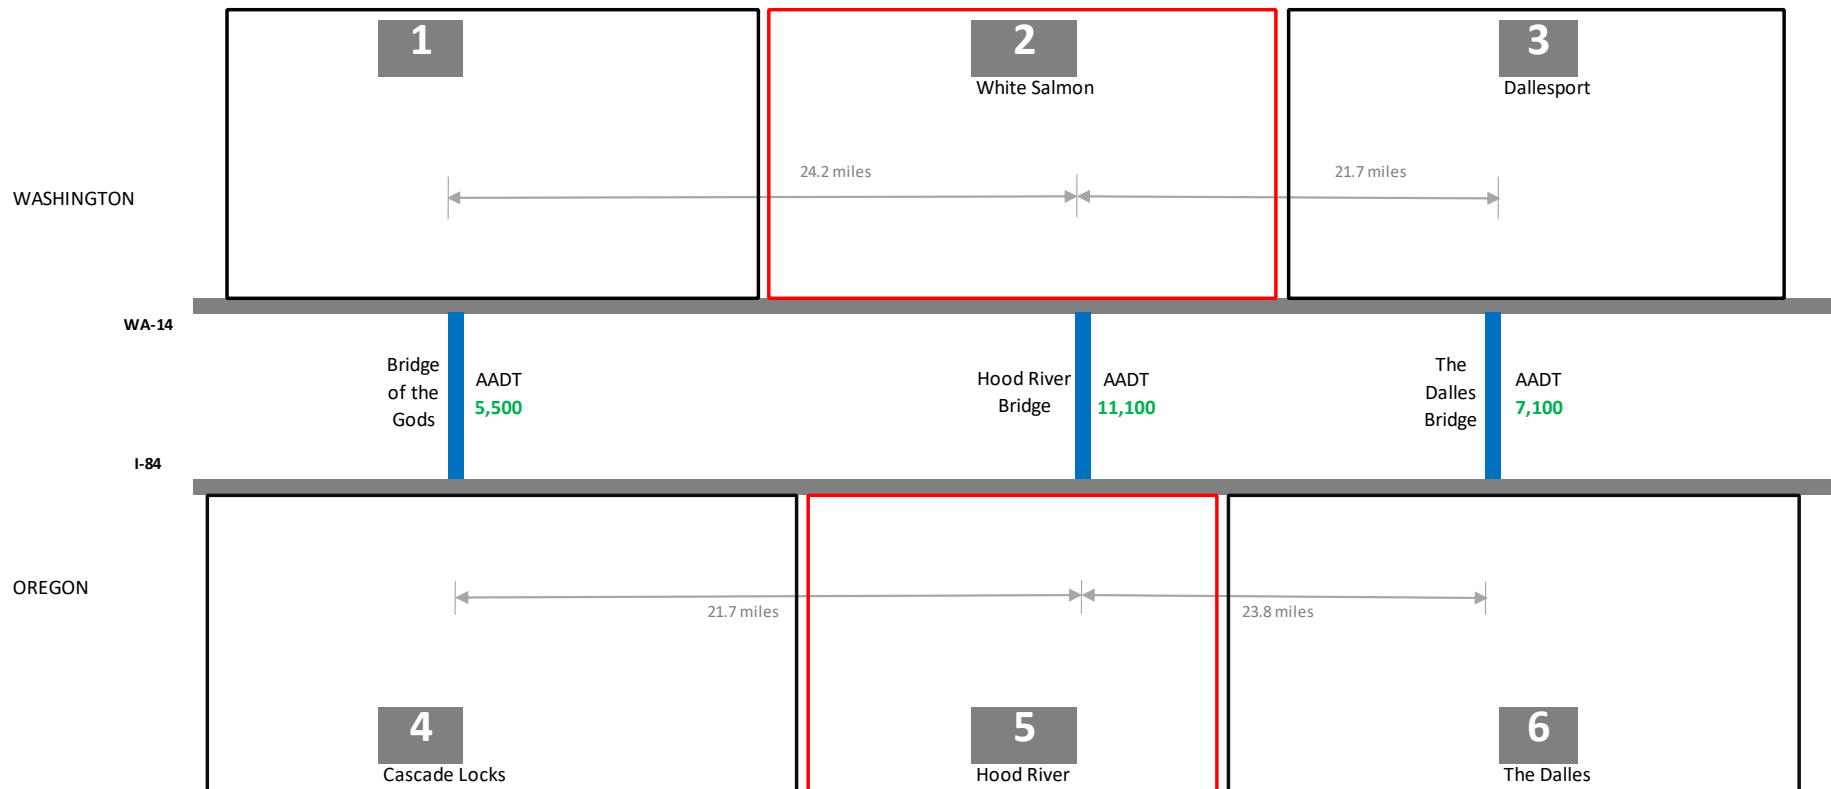 1
2
3
White Salmon
Dallesport
24.2 miles
21.7 miles
WASHINGTON
WA-14
Bridge
of the
Gods
AADT
5,500
Hood River
Bridge
AADT
11,100
The
Dalles
Bridge
AADT
7,100
I-84
OREGON
21.7 miles
23.8 miles
4
5
6
Cascade Locks
Hood River
The Dalles